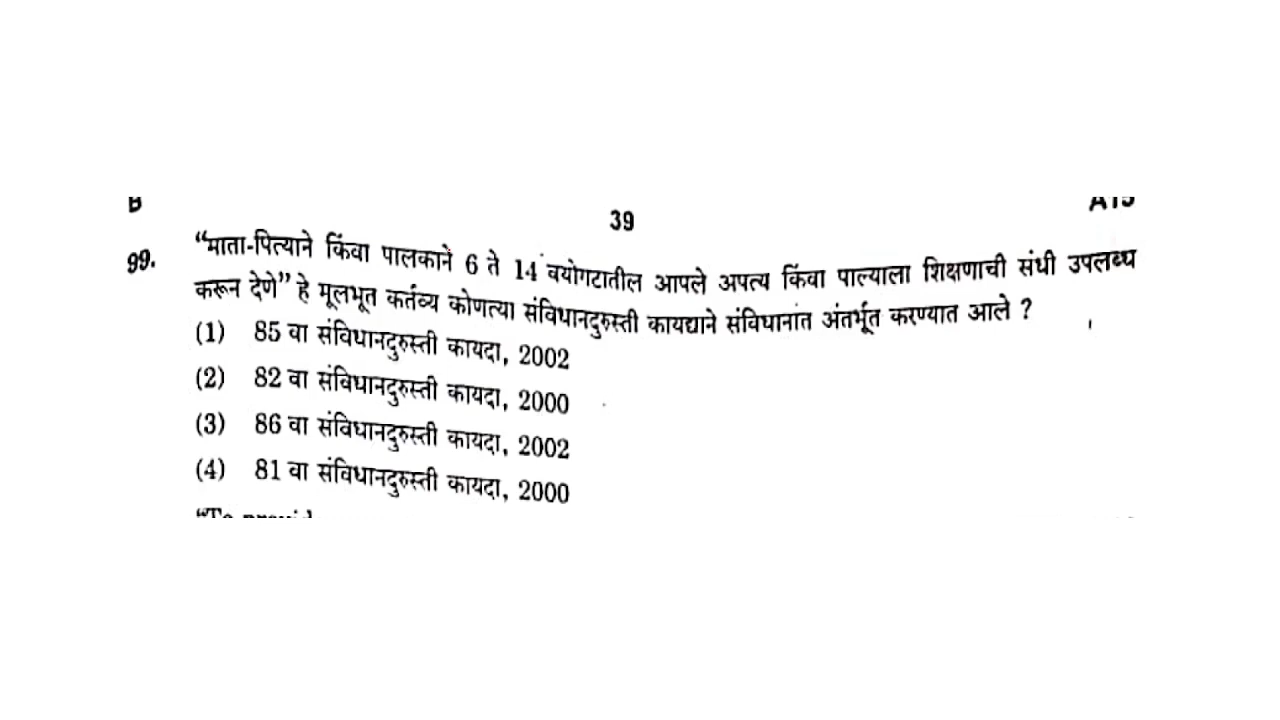 B 39 A15
99. “माता-पित्याने किंवा पालकाने 6 ते 14 वयोगटातील आपले अपत्य किंवा पाल्याला शिक्षणाची संधी उपलब्ध
करून देणे” हे मूलभूत कर्तव्य कोणत्या संविधानदुरुस्ती कायद्याने संविधानांत अंतर्भूत करण्यात आले ?
(1) 85 वा संविधानदुरुस्ती कायदा, 2002
(2) 82 वा संविधानदुरुस्ती कायदा, 2000
(3) 86 वा संविधानदुरुस्ती कायदा, 2002
(4) 81 वा संविधानदुरुस्ती कायदा, 2000
“To